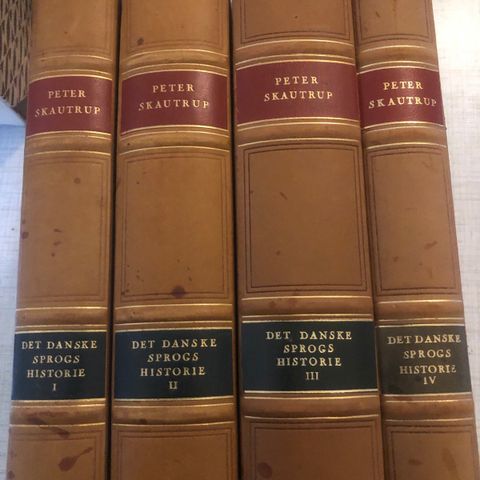 PETER
SKAUTRUP
DET DANSKE
SPROGS
HISTORIE
I
PETER
SKAUTRUP
DET DANSKE
SPROGS
HISTORIE
II
PETER
SKAUTRUP
DET DANSKE
SPROGS
HISTORIE
III
PETER
SKAUTRUP
DET DANSKE
SPROGS
HISTORIE
IV